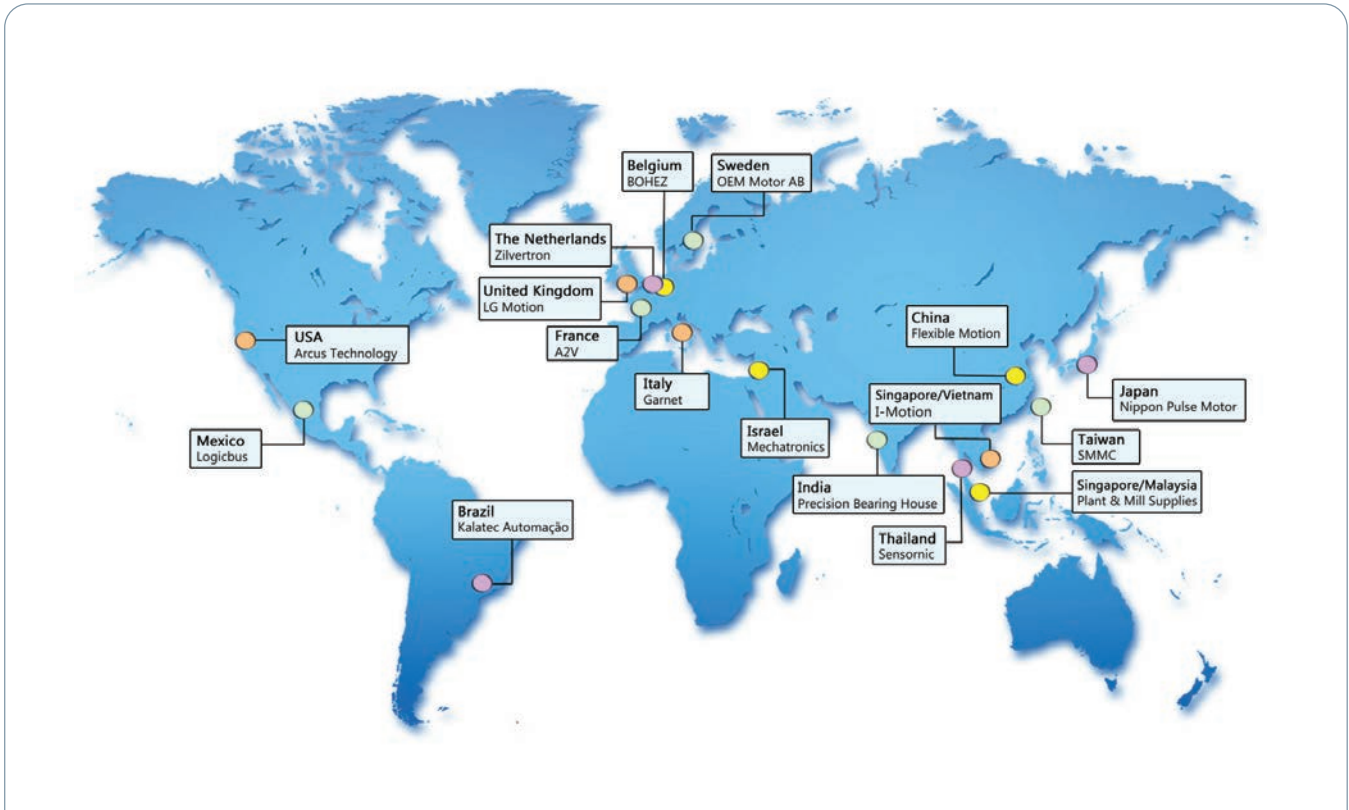 Belgium
BOHEZ
Sweden
OEM Motor AB
The Netherlands
Zilvertron
United Kingdom
LG Motion
France
A2V
Italy
Garnet
USA
Arcus Technology
Mexico
Logicbus
Brazil
Kalatec Automação
Israel
Mechatronics
China
Flexible Motion
Singapore/Vietnam
I-Motion
India
Precision Bearing House
Thailand
Sensornic
Japan
Nippon Pulse Motor
Taiwan
SMMC
Singapore/Malaysia
Plant & Mill Supplies